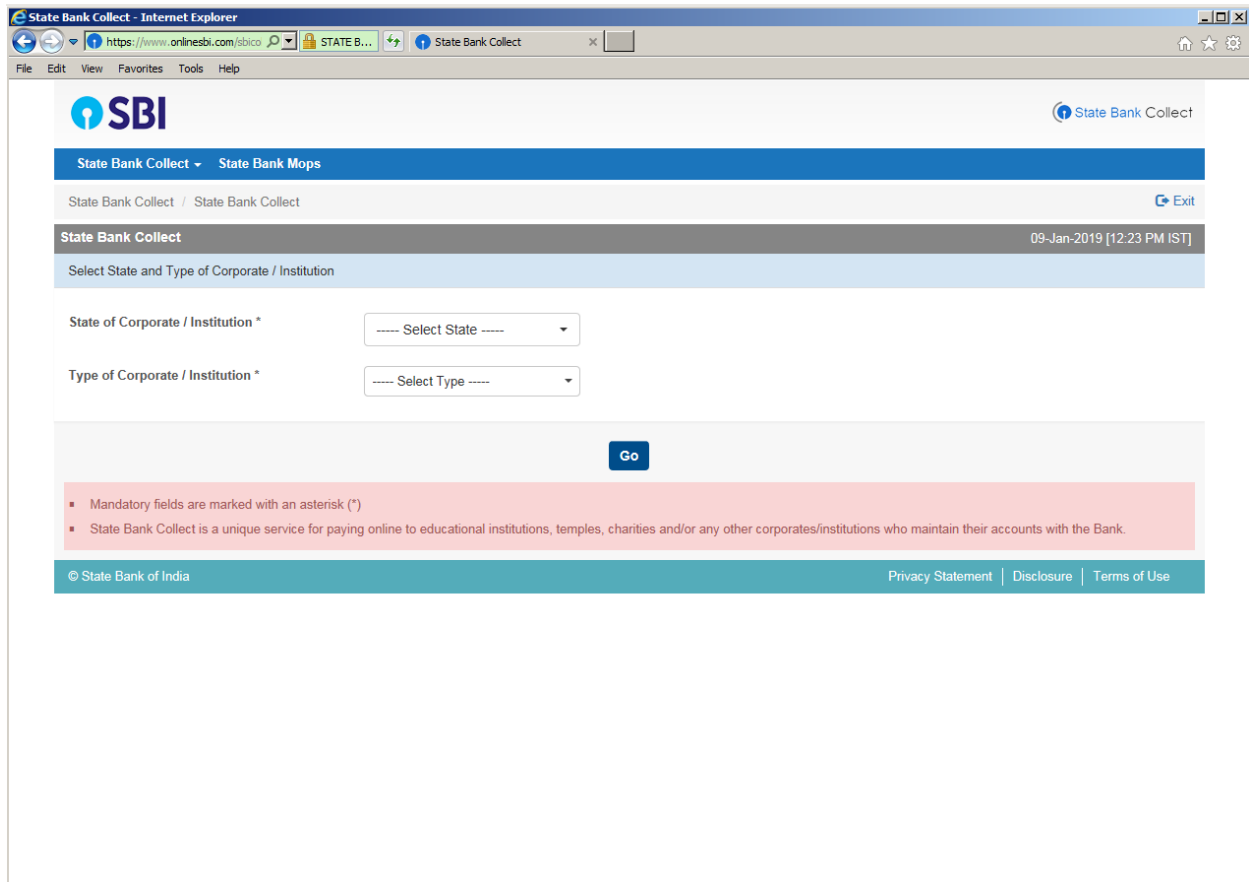 State Bank Collect - Internet Explorer
https://www.onlinesbi.com/sbico STATE B... State Bank Collect
File Edit View Favorites Tools Help
SBI
State Bank Collect
State Bank Collect State Bank Mops
State Bank Collect / State Bank Collect Exit
State Bank Collect 09-Jan-2019 [12:23 PM IST]
Select State and Type of Corporate / Institution
State of Corporate / Institution * ----- Select State -----
Type of Corporate / Institution * ----- Select Type -----
Go
Mandatory fields are marked with an asterisk (*)
State Bank Collect is a unique service for paying online to educational institutions, temples, charities and/or any other corporates/institutions who maintain their accounts with the Bank.
© State Bank of India Privacy Statement | Disclosure | Terms of Use